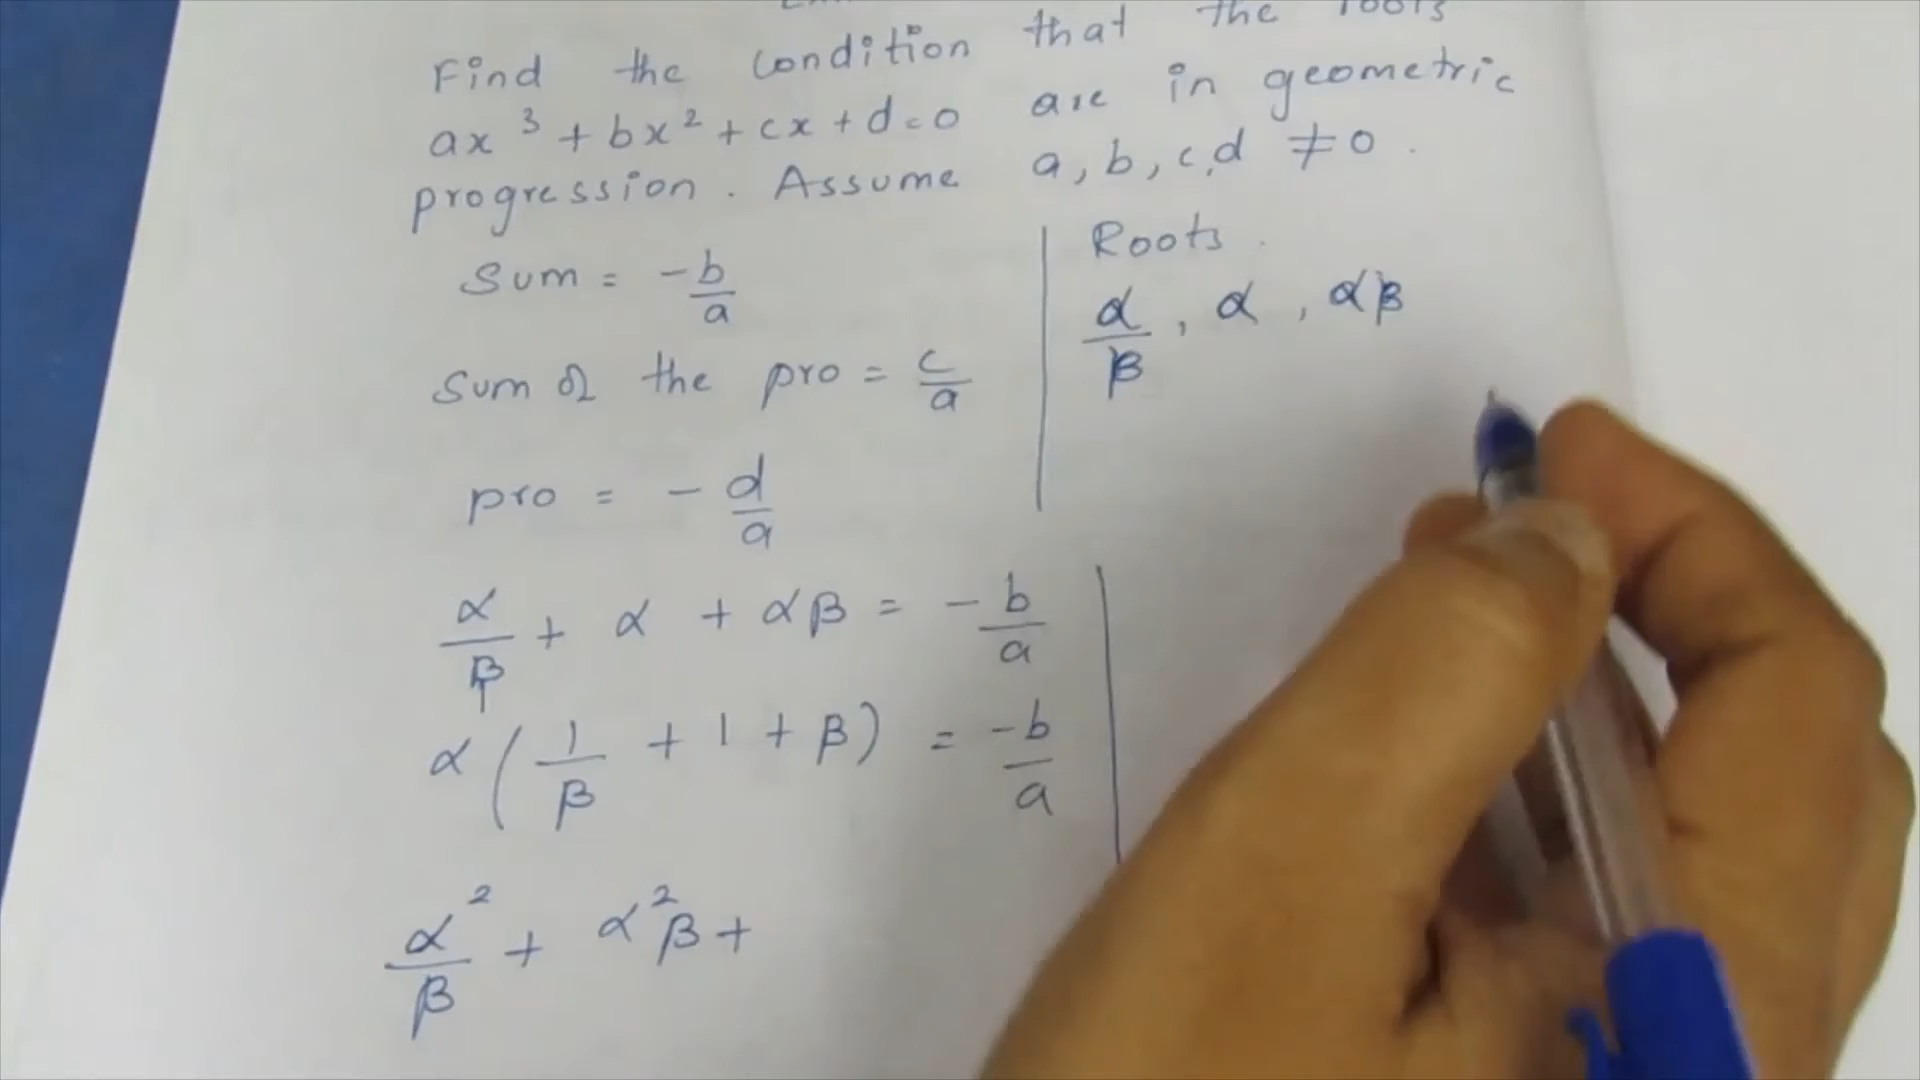 Find the condition that the roots
ax³ + bx² + cx + d = 0 are in geometric
progression. Assume a, b, c, d ≠ 0.
Sum = -b/a
Roots.
α/β, α, αβ
Sum of the pro = c/a
pro = -d/a
α/β + α + αβ = -b/a
α(1/β + 1 + β) = -b/a
α²/β + α²β +